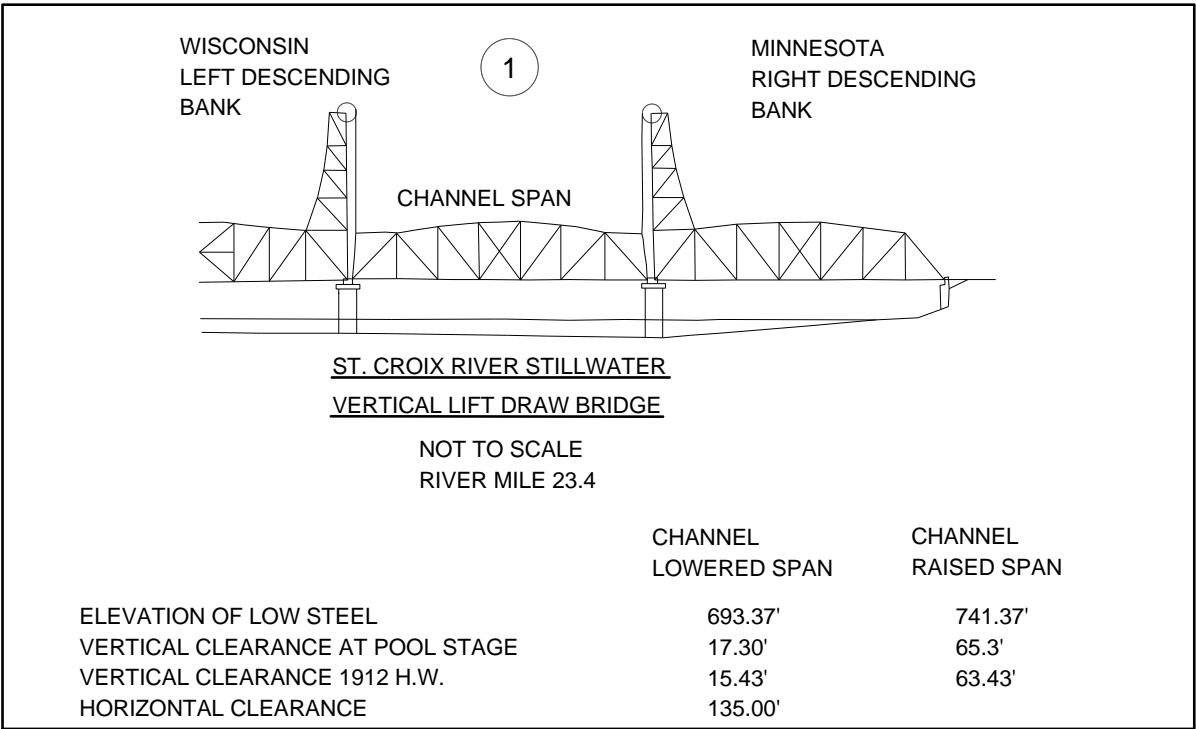 WISCONSIN
LEFT DESCENDING
BANK
1
MINNESOTA
RIGHT DESCENDING
BANK
CHANNEL SPAN
ST. CROIX RIVER STILLWATER
VERTICAL LIFT DRAW BRIDGE
NOT TO SCALE
RIVER MILE 23.4
CHANNEL CHANNEL
LOWERED SPAN RAISED SPAN
ELEVATION OF LOW STEEL 693.37' 741.37'
VERTICAL CLEARANCE AT POOL STAGE 17.30' 65.3'
VERTICAL CLEARANCE 1912 H.W. 15.43' 63.43'
HORIZONTAL CLEARANCE 135.00'